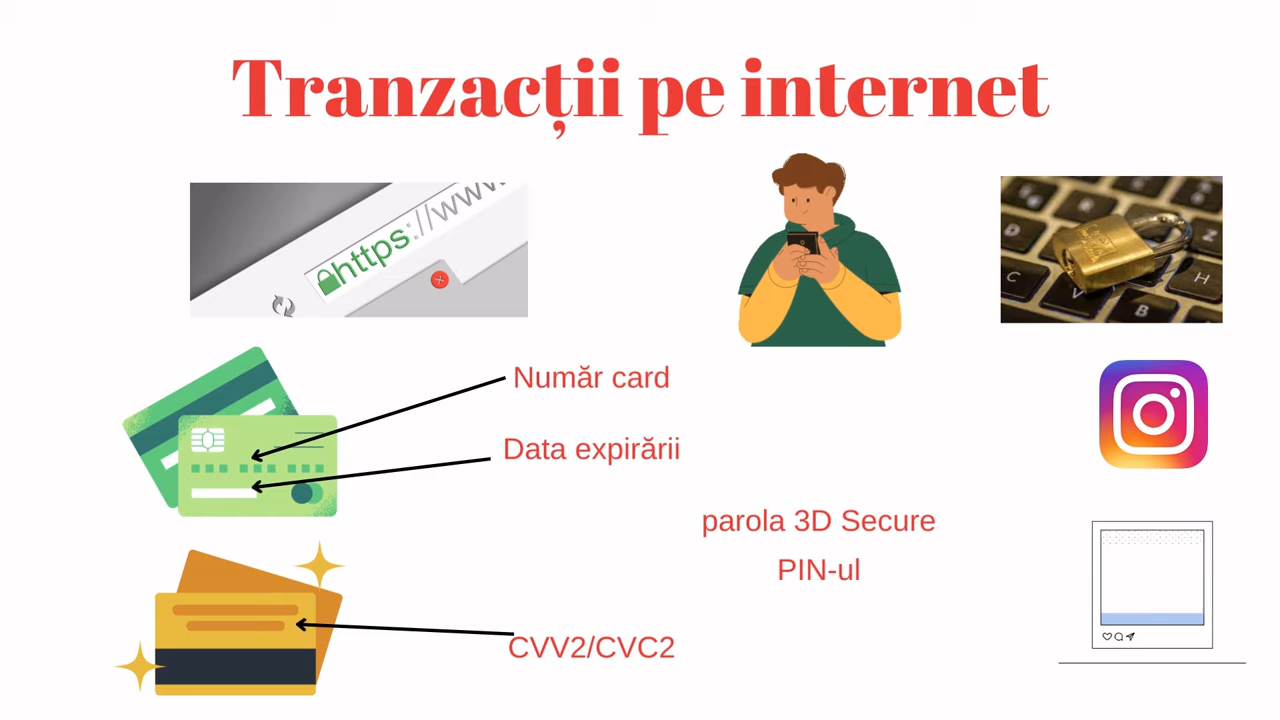 Tranzacții pe internet
https://www.
Număr card
Data expirării
parola 3D Secure
PIN-ul
CVV2/CVC2
D
R
Z
C
V
B
H